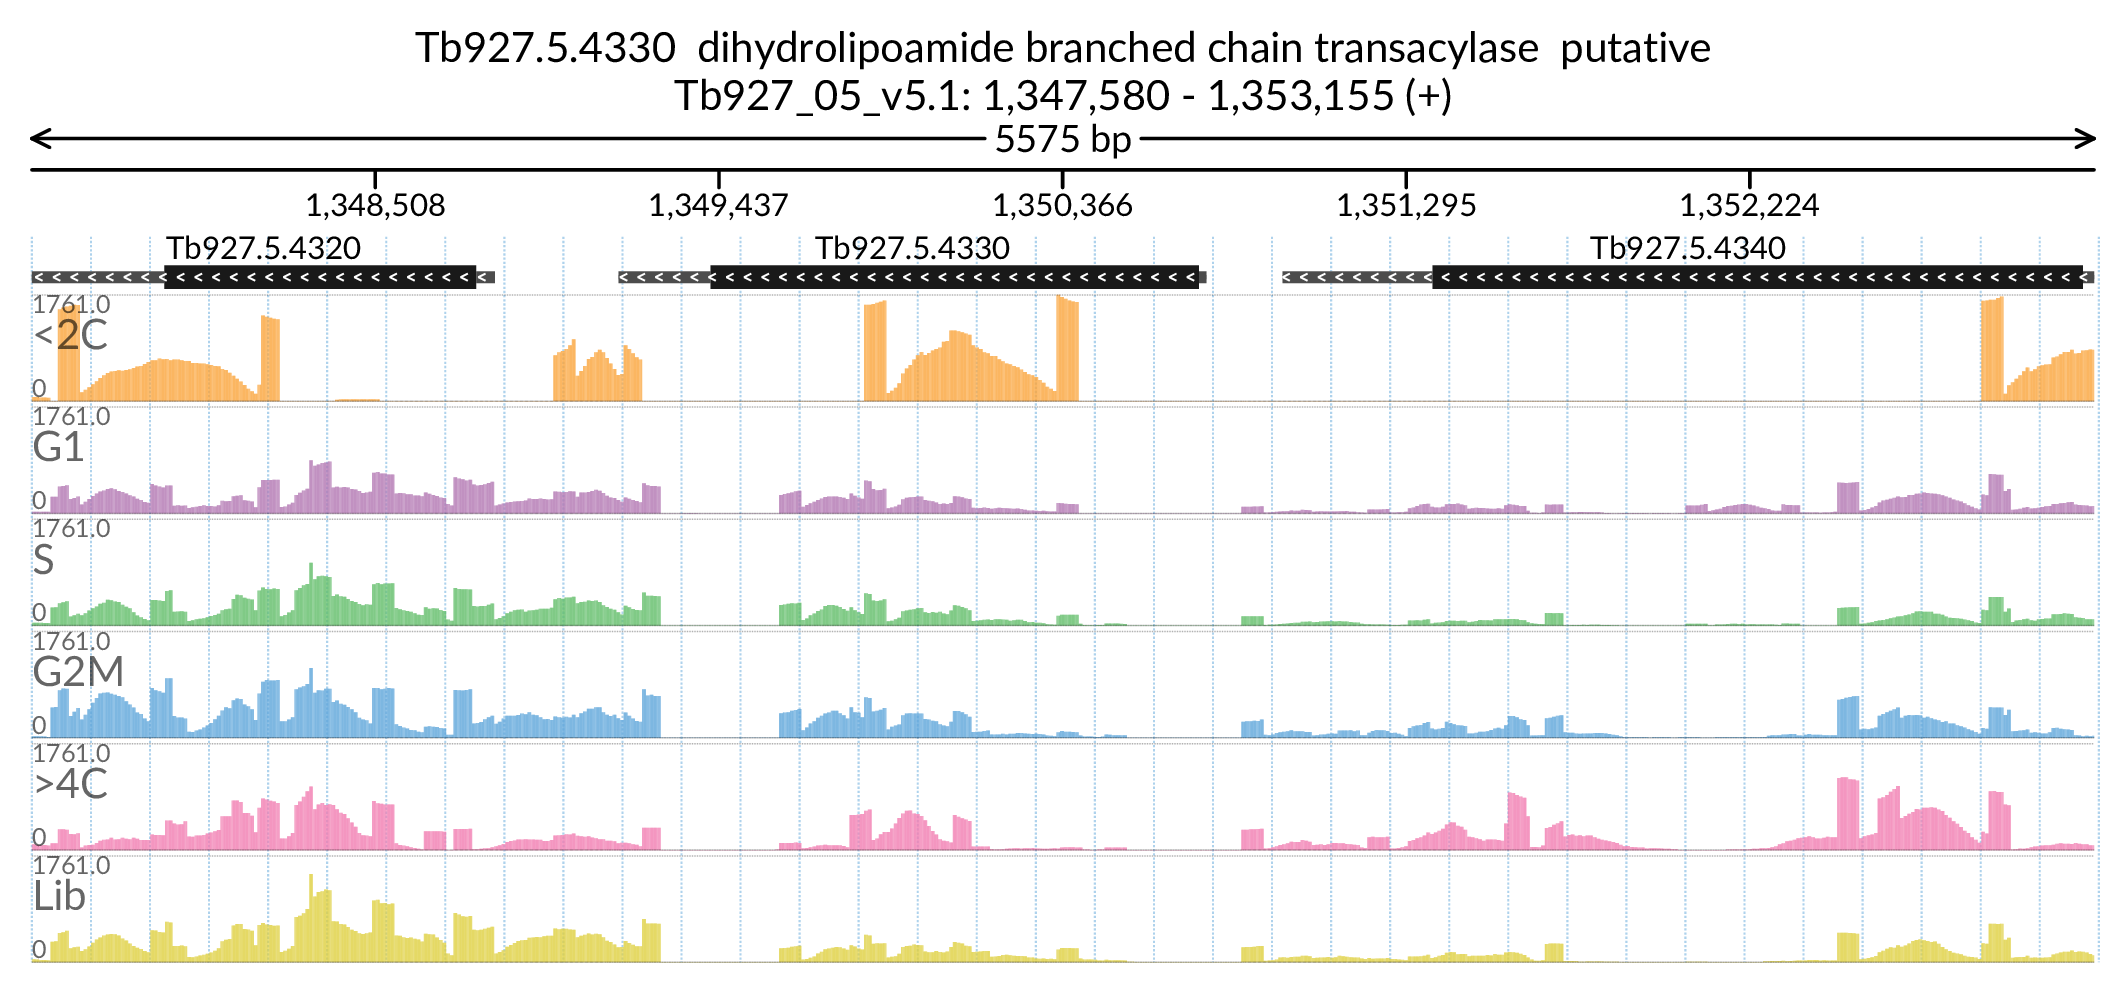 Tb927.5.4330  dihydrolipoamide branched chain transacylase  putative
Tb927_05_v5.1: 1,347,580 - 1,353,155 (+)
5575 bp
1,348,508 1,349,437 1,350,366 1,351,295 1,352,224
Tb927.5.4320 Tb927.5.4330 Tb927.5.4340
1761.0
<2C
0
1761.0
G1
0
1761.0
S
0
1761.0
G2M
0
1761.0
>4C
0
1761.0
Lib
0